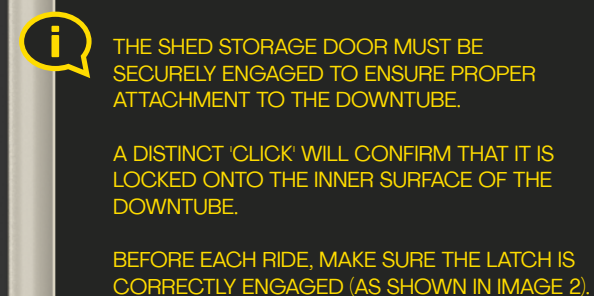 i
THE SHED STORAGE DOOR MUST BE
SECURELY ENGAGED TO ENSURE PROPER
ATTACHMENT TO THE DOWNTUBE.
A DISTINCT 'CLICK' WILL CONFIRM THAT IT IS
LOCKED ONTO THE INNER SURFACE OF THE
DOWNTUBE.
BEFORE EACH RIDE, MAKE SURE THE LATCH IS
CORRECTLY ENGAGED (AS SHOWN IN IMAGE 2).